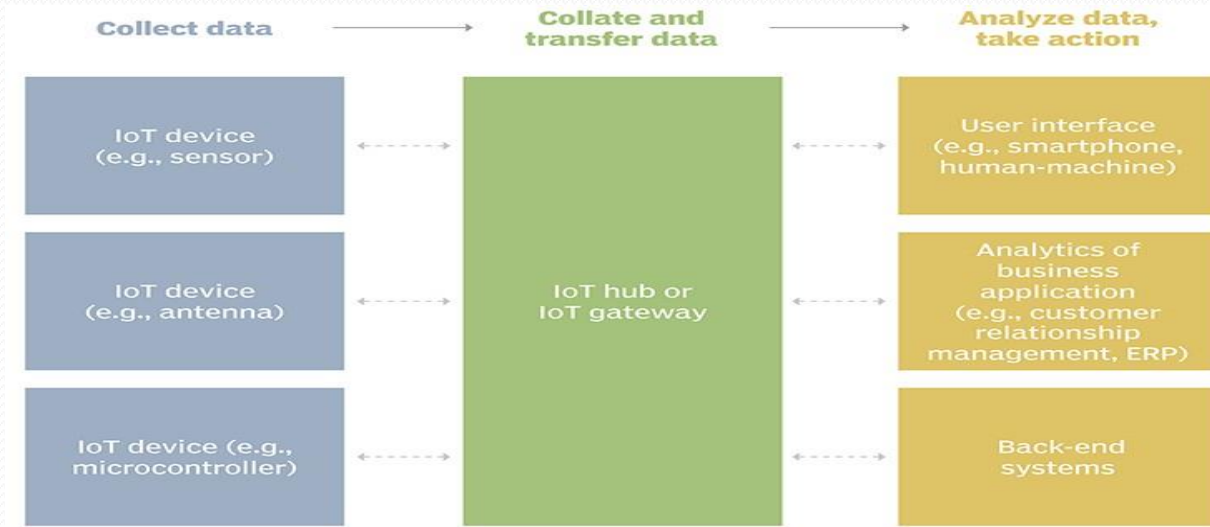 Collect data
Collate and
transfer data
Analyze data,
take action
IoT device
(e.g., sensor)
IoT device
(e.g., antenna)
IoT device (e.g.,
microcontroller)
IoT hub or
IoT gateway
User interface
(e.g., smartphone,
human-machine)
Analytics of
business
application
(e.g., customer
relationship
management, ERP)
Back-end
systems